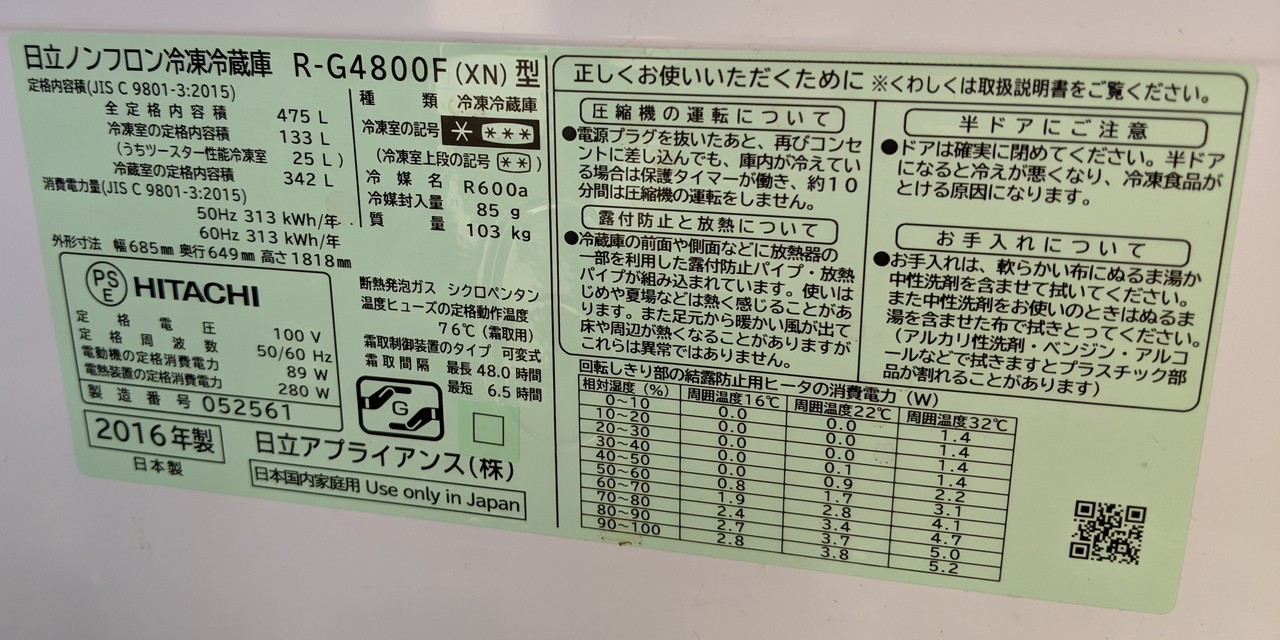 日立ノンフロン冷凍冷蔵庫 R-G4800F(XN)型
定格内容積(JIS C 9801-3:2015)
全定格内容積 475 L
冷凍室の定格内容積 133 L
(うちツースター性能冷凍室 25 L)
冷蔵室の定格内容積 342 L
消費電力量(JIS C 9801-3:2015)
50Hz 313 kWh/年
60Hz 313 kWh/年
外形寸法 幅685mm 奥行649mm 高さ1818mm
種類 冷凍冷蔵庫
冷凍室の記号 * ***
(冷凍室上段の記号 **)
冷媒名 R600a
冷媒封入量 85 g
質量 103 kg
PSE HITACHI
定格電圧 100 V
定格周波数 50/60 Hz
電動機の定格消費電力 89 W
電熱装置の定格消費電力 280 W
製造番号 052561
2016年製
日本製
断熱発泡ガス シクロペンタン
温度ヒューズの定格動作温度
76℃(霜取用)
霜取制御装置のタイプ 可変式
霜取間隔 最長 48.0 時間
最短 6.5 時間
G
日立アプライアンス(株)
日本国内家庭用 Use only in Japan
正しくお使いいただくために ※くわしくは取扱説明書をご覧ください。
圧縮機の運転について
●電源プラグを抜いたあと、再びコンセ
ントに差し込んでも、庫内が冷えてい
る場合は保護タイマーが働き、約10
分間は圧縮機の運転をしません。
露付防止と放熱について
●冷蔵庫の前面や側面などに放熱器の
一部を利用した露付防止パイプ・放熱
パイプが組み込まれています。使いは
じめや夏場などは熱く感じることがあ
ります。また足元から暖かい風が出て
床や周辺が熱くなることがありますが
これらは異常ではありません。
半ドアにご注意
●ドアは確実に閉めてください。半ドア
になると冷えが悪くなり、冷凍食品が
とける原因になります。
お手入れについて
●お手入れは、軟らかい布にぬるま湯か
中性洗剤を含ませて拭いてください。
また中性洗剤をお使いのときはぬるま
湯を含ませた布で拭きとってください。
(アルカリ性洗剤・ベンジン・アルコ
ールなどで拭きますとプラスチック部
品が割れることがあります)
回転しきり部の結露防止用ヒータの消費電力(W)
相対湿度(%) 周囲温度16℃ 周囲温度22℃ 周囲温度32℃
0~10 0.0 0.0 1.4
10~20 0.0 0.0 1.4
20~30 0.0 0.0 1.4
30~40 0.0 0.1 1.4
40~50 0.0 0.9 2.2
50~60 0.8 1.7 3.1
60~70 1.9 2.8 4.1
70~80 2.4 3.4 4.7
80~90 2.7 3.7 5.0
90~100 2.8 3.8 5.2